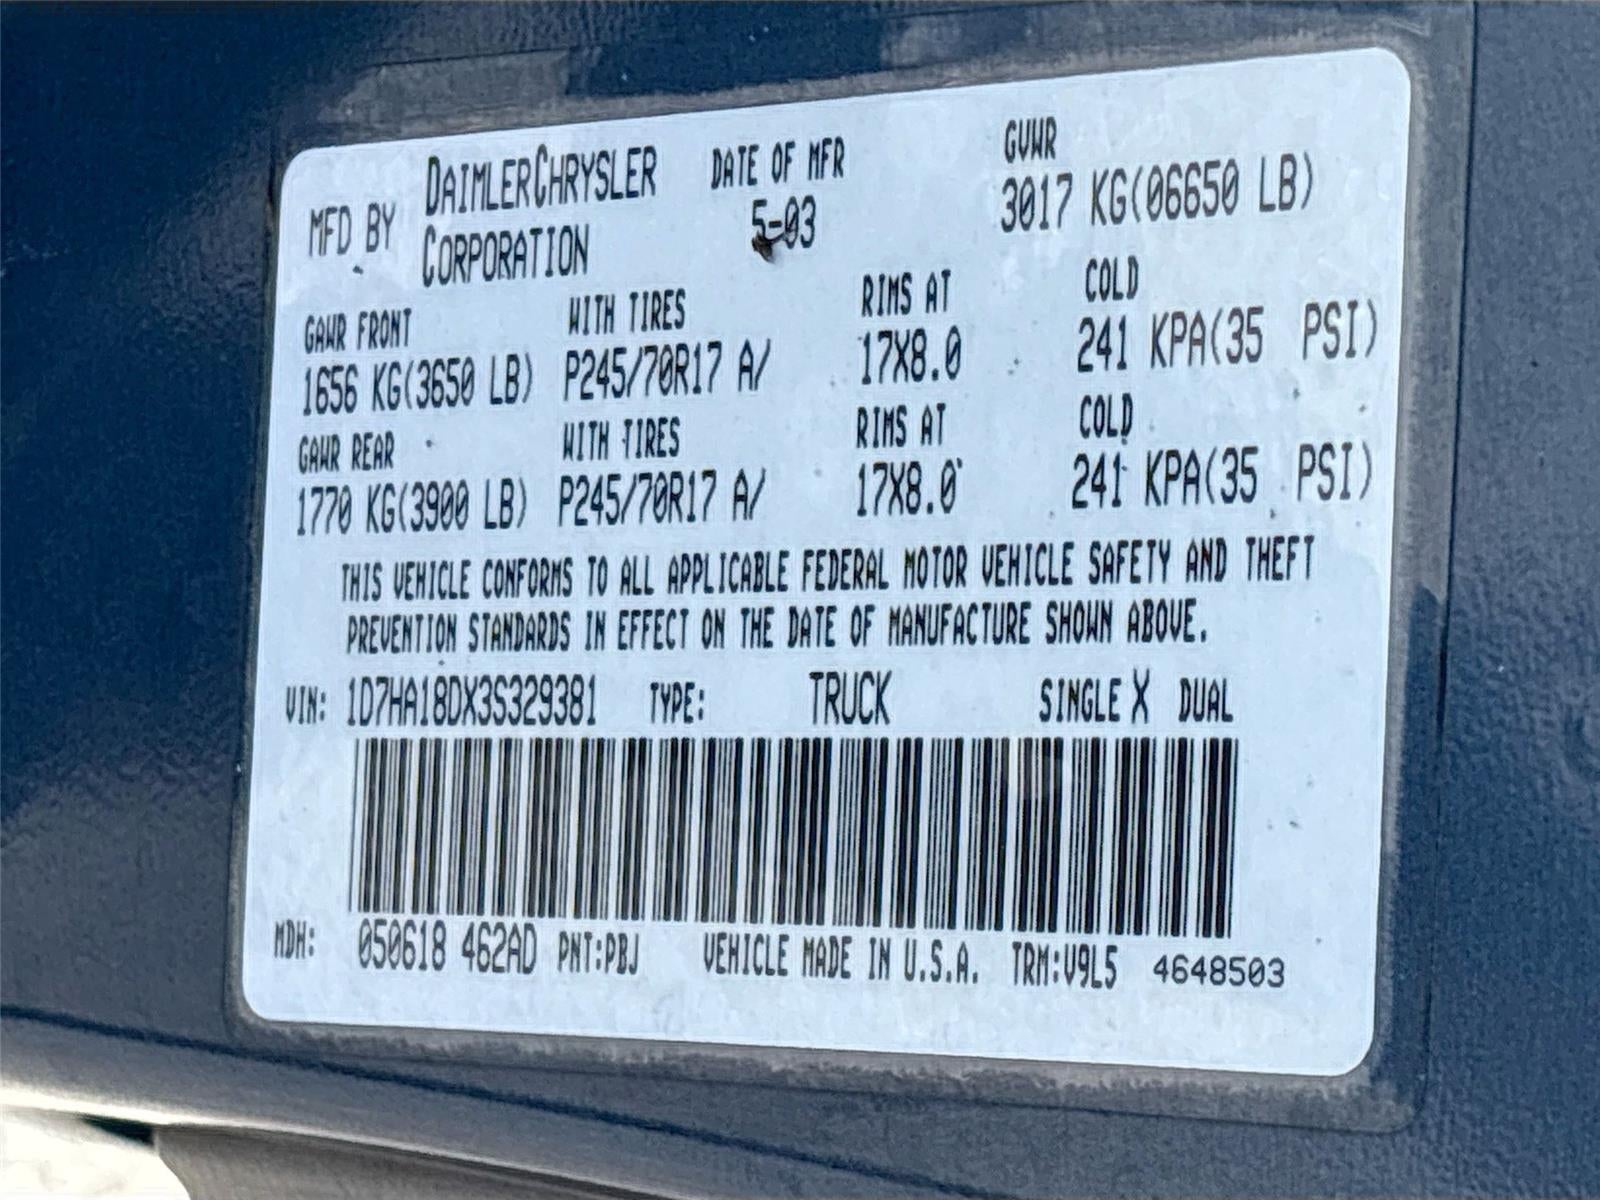 MFD BY DAIMLERCHRYSLER CORPORATION
DATE OF MFR
5-03
GVWR
3017 KG(06650 LB)
GAWR FRONT WITH TIRES RIMS AT COLD
1656 KG(3650 LB) P245/70R17 A/ 17X8.0 241 KPA(35 PSI)
GAWR REAR WITH TIRES RIMS AT COLD
1770 KG(3900 LB) P245/70R17 A/ 17X8.0 241 KPA(35 PSI)
THIS VEHICLE CONFORMS TO ALL APPLICABLE FEDERAL MOTOR VEHICLE SAFETY AND THEFT
PREVENTION STANDARDS IN EFFECT ON THE DATE OF MANUFACTURE SHOWN ABOVE.
VIN: 1D7HA18DX3S329381 TYPE: TRUCK SINGLE X DUAL
MDH: 050618 462AD PNT:PBJ VEHICLE MADE IN U.S.A. TRM:V9L5 4648503